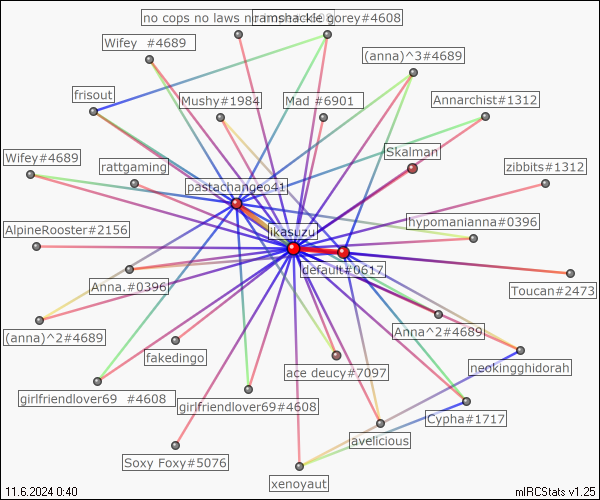 no cops no laws no
ramshackle gorey#4608
Wifey  #4689
(anna)^3#4689
frisout
Mushy#1984
Mad #6901
Annarchist#1312
Wifey#4689
rattgaming
Skalman
zibbits#1312
pastachangeo41
AlpineRooster#2156
likasuzu
hypomanianna#0396
default#0617
Anna.#0396
Toucan#2473
(anna)^2#4689
fakedingo
Anna^2#4689
ace deucy#7097
neokingghidorah
girlfriendlover69  #4608
girlfriendlover69#4608
Cypha#1717
avelicious
Soxy Foxy#5076
xenoyaut
11.6.2024 0:40
mIRCStats v1.25